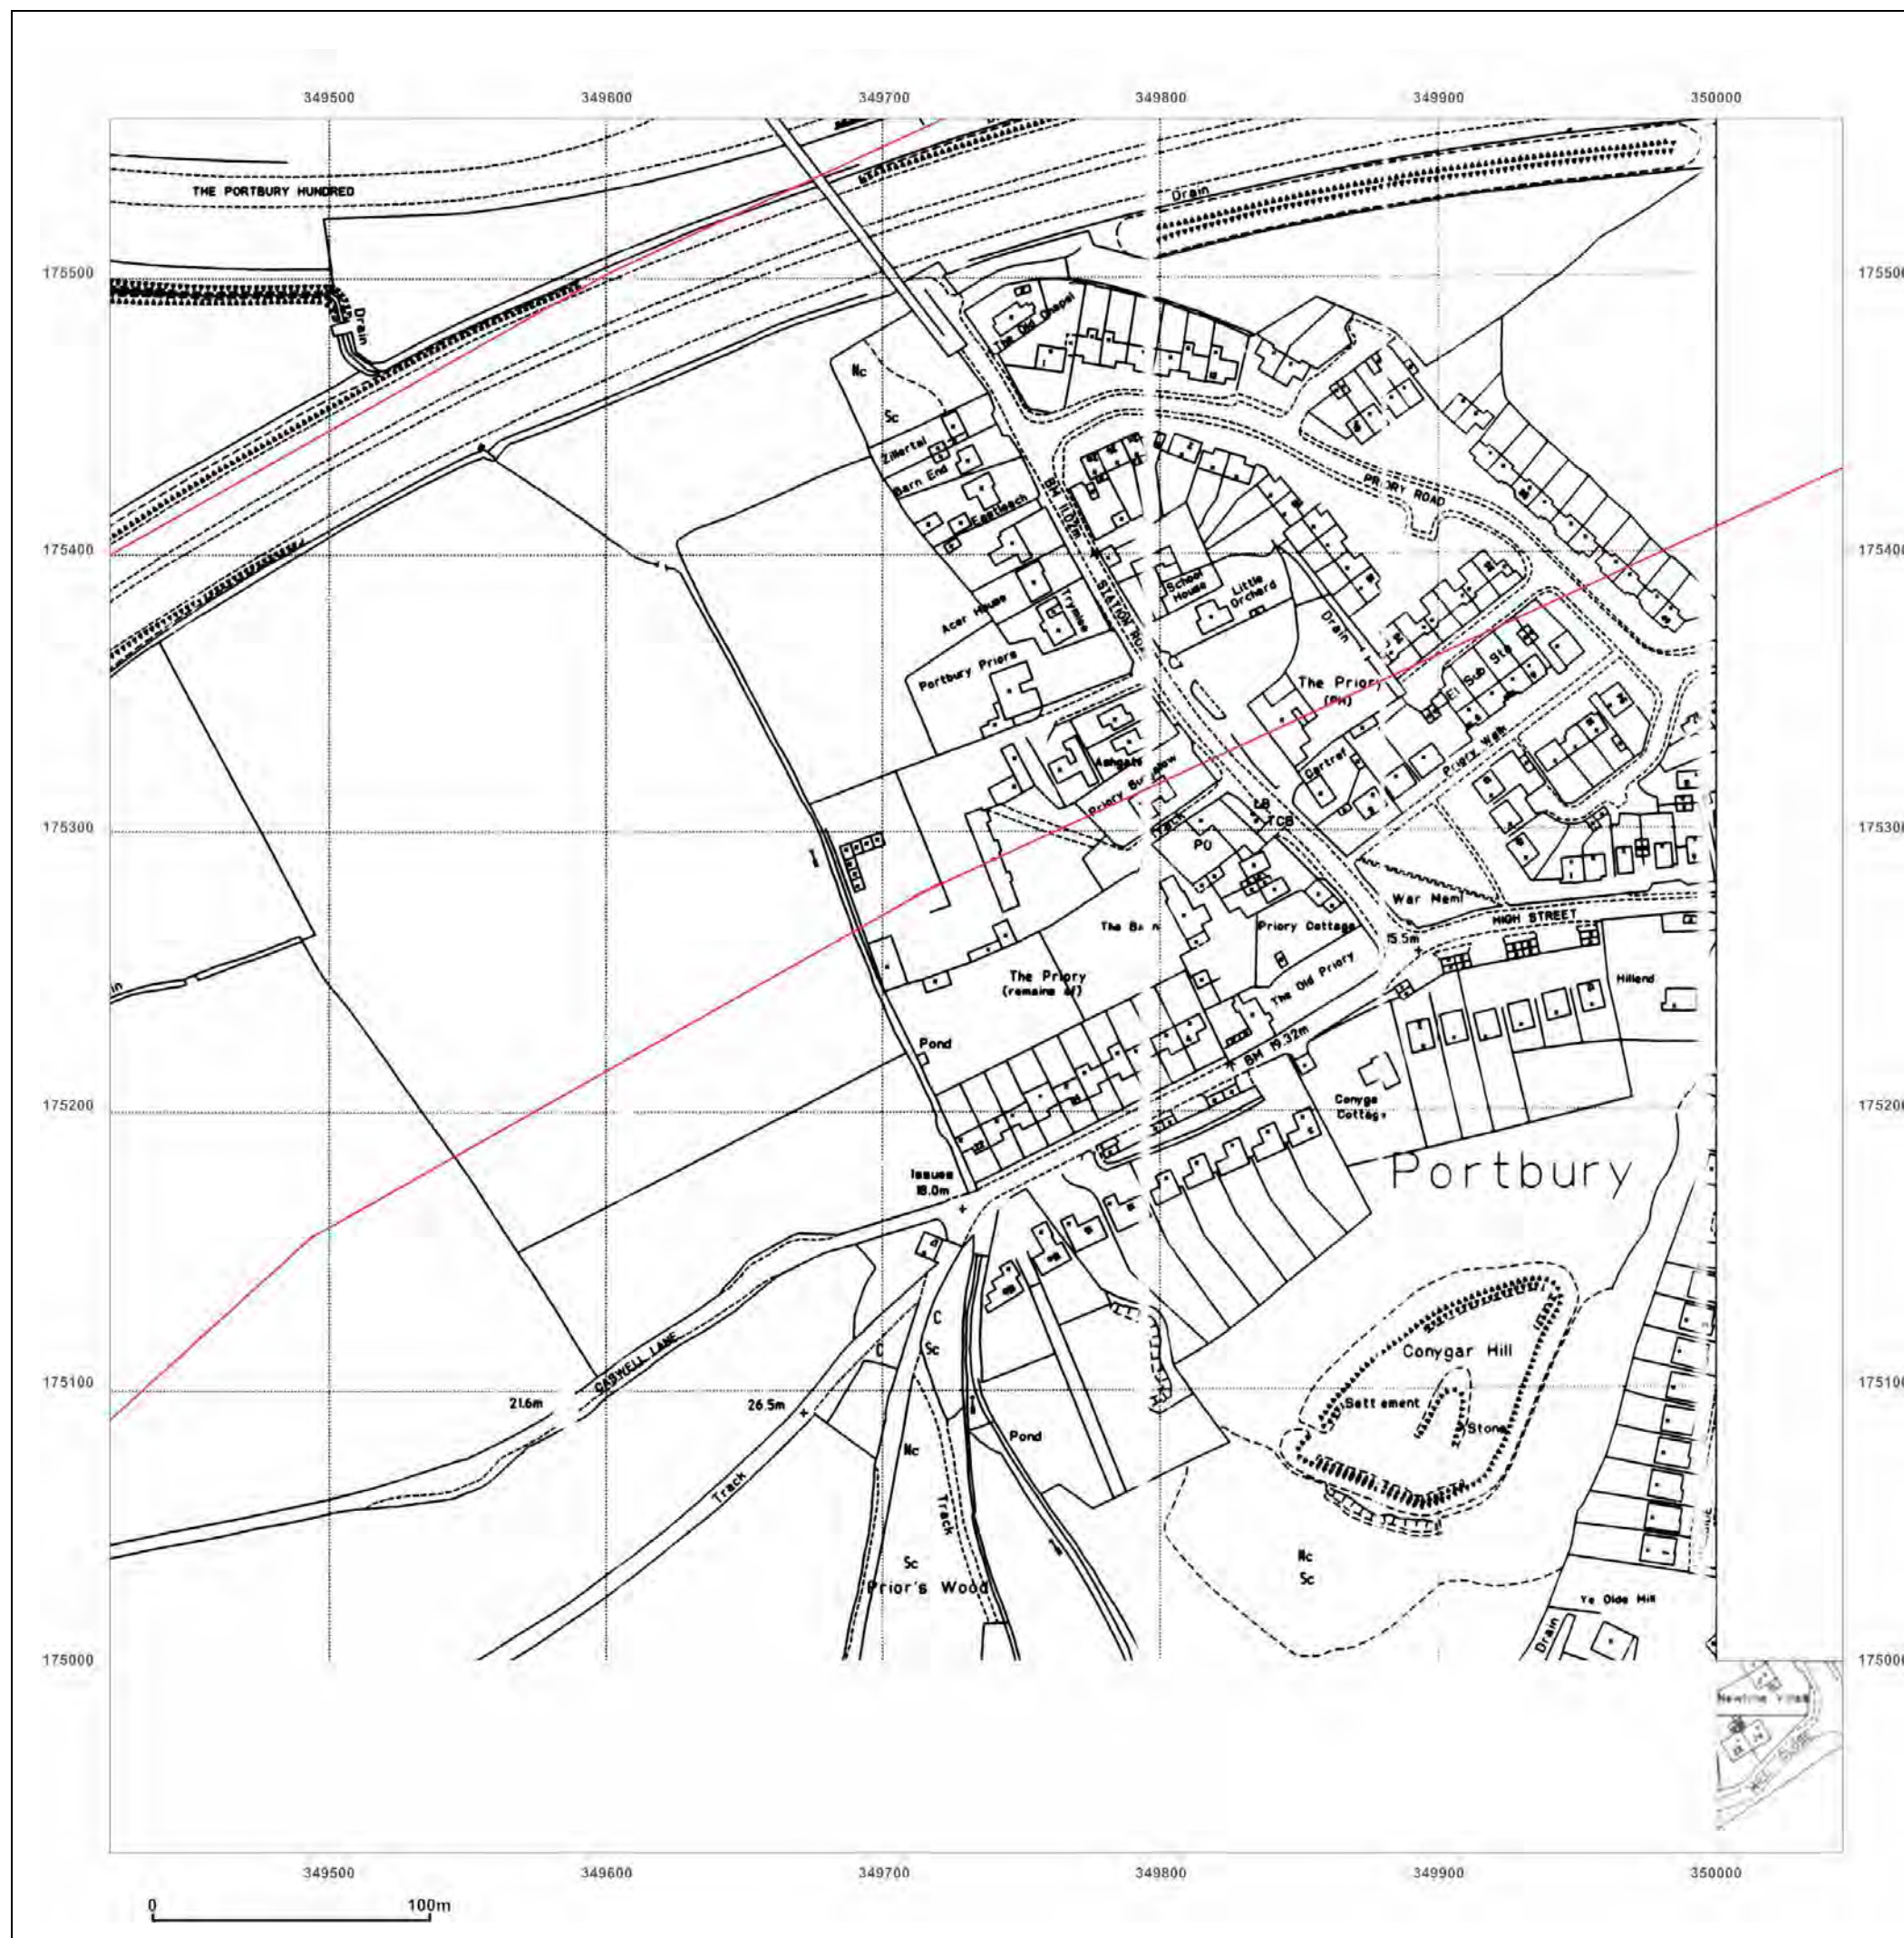 349500 349600 349700 349800 349900 350000
THE PORTBURY HUNDRED
Drain
175500
Drain
The Old Chapel
Nc
Sc
Zillertal
Barn End
Eastleach
BM 11.02m
PRIORY ROAD
175400
School
House
Little
Orchard
Acer House
Trymlee
STATION ROAD
Drain
Portbury Priors
The Priory
(PH)
El Sub Sta
Ashgate
Priory Bungalow
Cartref
Priory Walk
LB
TCB
175300
Track
PO
War Meml
HIGH STREET
The Barn
Priory Cottage
15.5m
The Priory
(remains of)
The Old Priory
Hillend
BM 19.32m
Pond
Conygar
Cottage
175200
Portbury
Issues
18.0m
C
Sc
C
CASWELL LANE
Conygar Hill
175100
21.6m
26.5m
Settlement
Stone
Pond
Nc
Track
Track
Nc
Sc
Sc
Prior's Wood
Ye Olde Mill
Drain
175000
349500 349600 349700 349800 349900 350000
0 100m